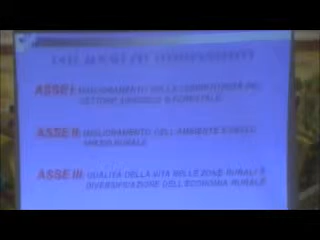 ASSE I: MIGLIORAMENTO DELLA COMPETITIVITÀ DEL
SETTORE AGRICOLO E FORESTALE
ASSE II: MIGLIORAMENTO DELL'AMBIENTE E DELLO
SPAZIO RURALE
ASSE III: QUALITÀ DELLA VITA NELLE ZONE RURALI E
DIVERSIFICAZIONE DELL'ECONOMIA RURALE